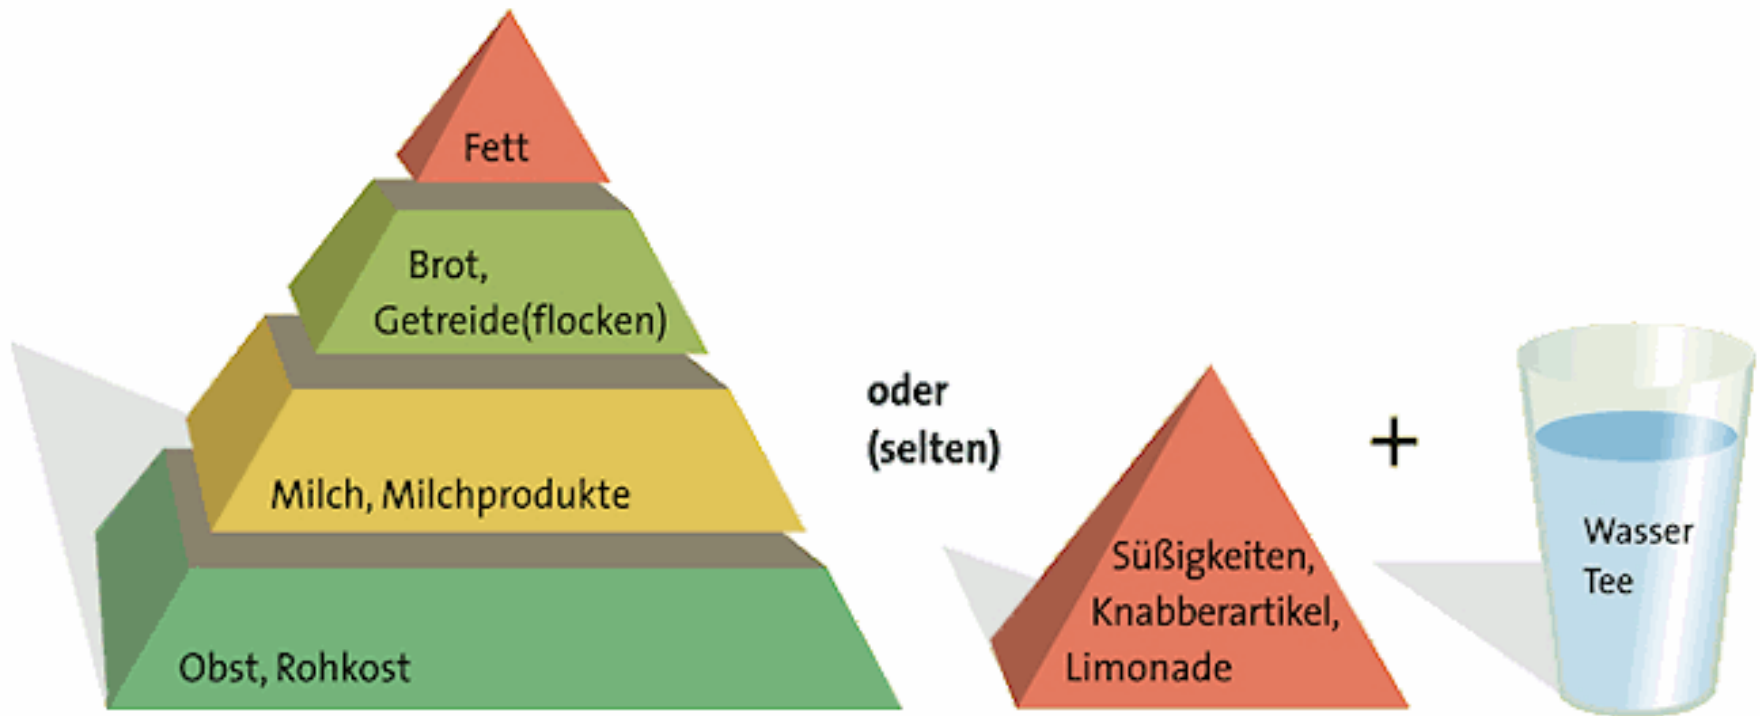 Fett
Brot,
Getreide(flocken)
Milch, Milchprodukte
Obst, Rohkost
oder
(selten)
Süßigkeiten,
Knabberartikel,
Limonade
+
Wasser
Tee